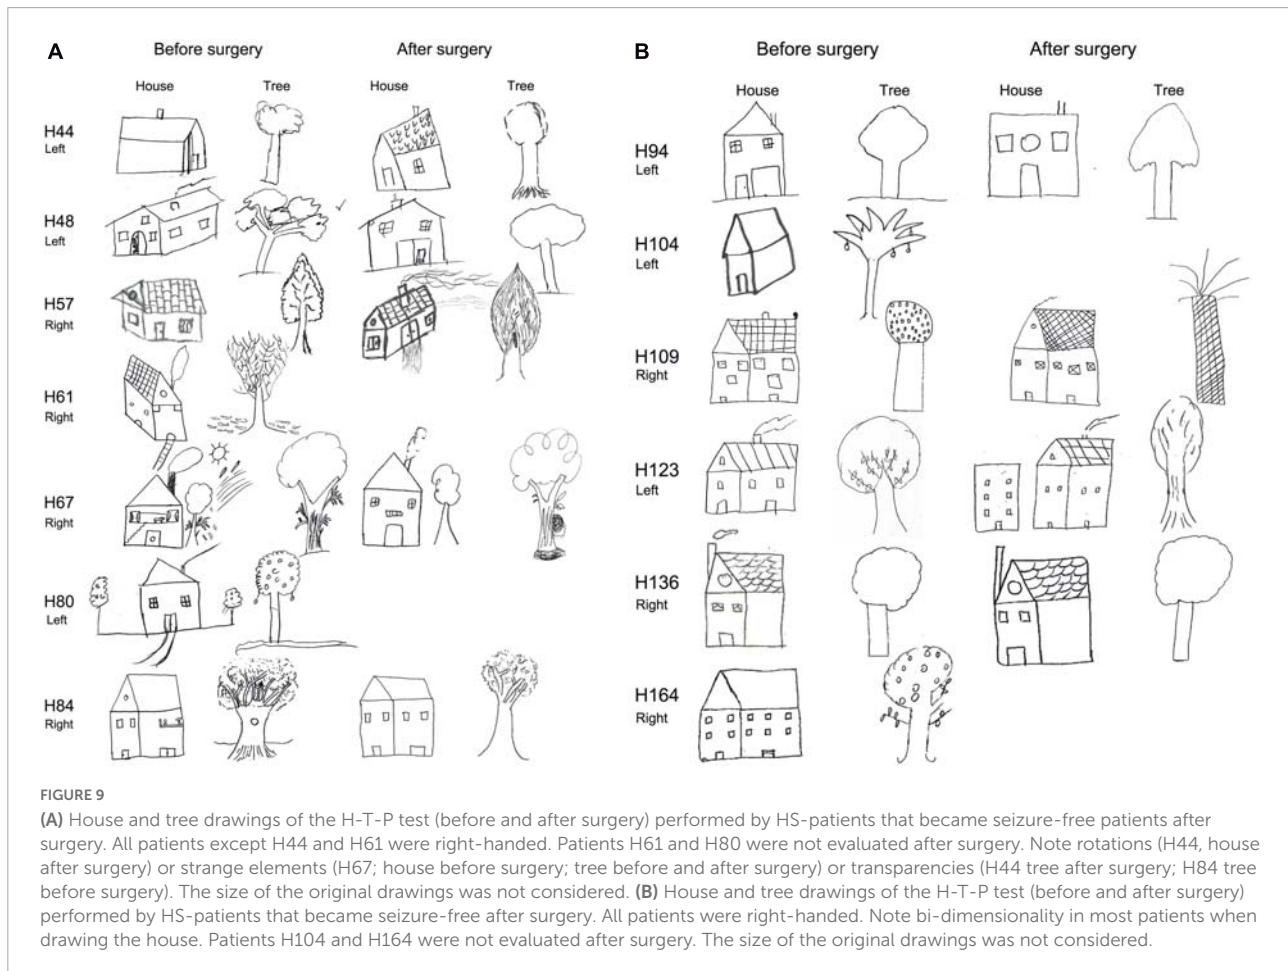 A Before surgery After surgery
House Tree House Tree
H44
Left
H48
Left
H57
Right
H61
Right
H67
Right
H80
Left
H84
Right
B Before surgery After surgery
House Tree House Tree
H94
Left
H104
Left
H109
Right
H123
Left
H136
Right
H164
Right
FIGURE 9
(A) House and tree drawings of the H-T-P test (before and after surgery) performed by HS-patients that became seizure-free patients after
surgery. All patients except H44 and H61 were right-handed. Patients H61 and H80 were not evaluated after surgery. Note rotations (H44, house
after surgery) or strange elements (H67; house before surgery; tree before and after surgery) or transparencies (H44 tree after surgery; H84 tree
before surgery). The size of the original drawings was not considered. (B) House and tree drawings of the H-T-P test (before and after surgery)
performed by HS-patients that became seizure-free after surgery. All patients were right-handed. Note bi-dimensionality in most patients when
drawing the house. Patients H104 and H164 were not evaluated after surgery. The size of the original drawings was not considered.